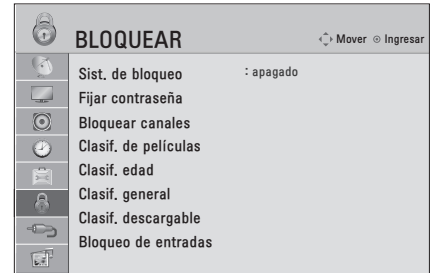 BLOQUEAR Mover Ingresar
Sist. de bloqueo : apagado
Fijar contraseña
Bloquear canales
Clasif. de películas
Clasif. edad
Clasif. general
Clasif. descargable
Bloqueo de entradas